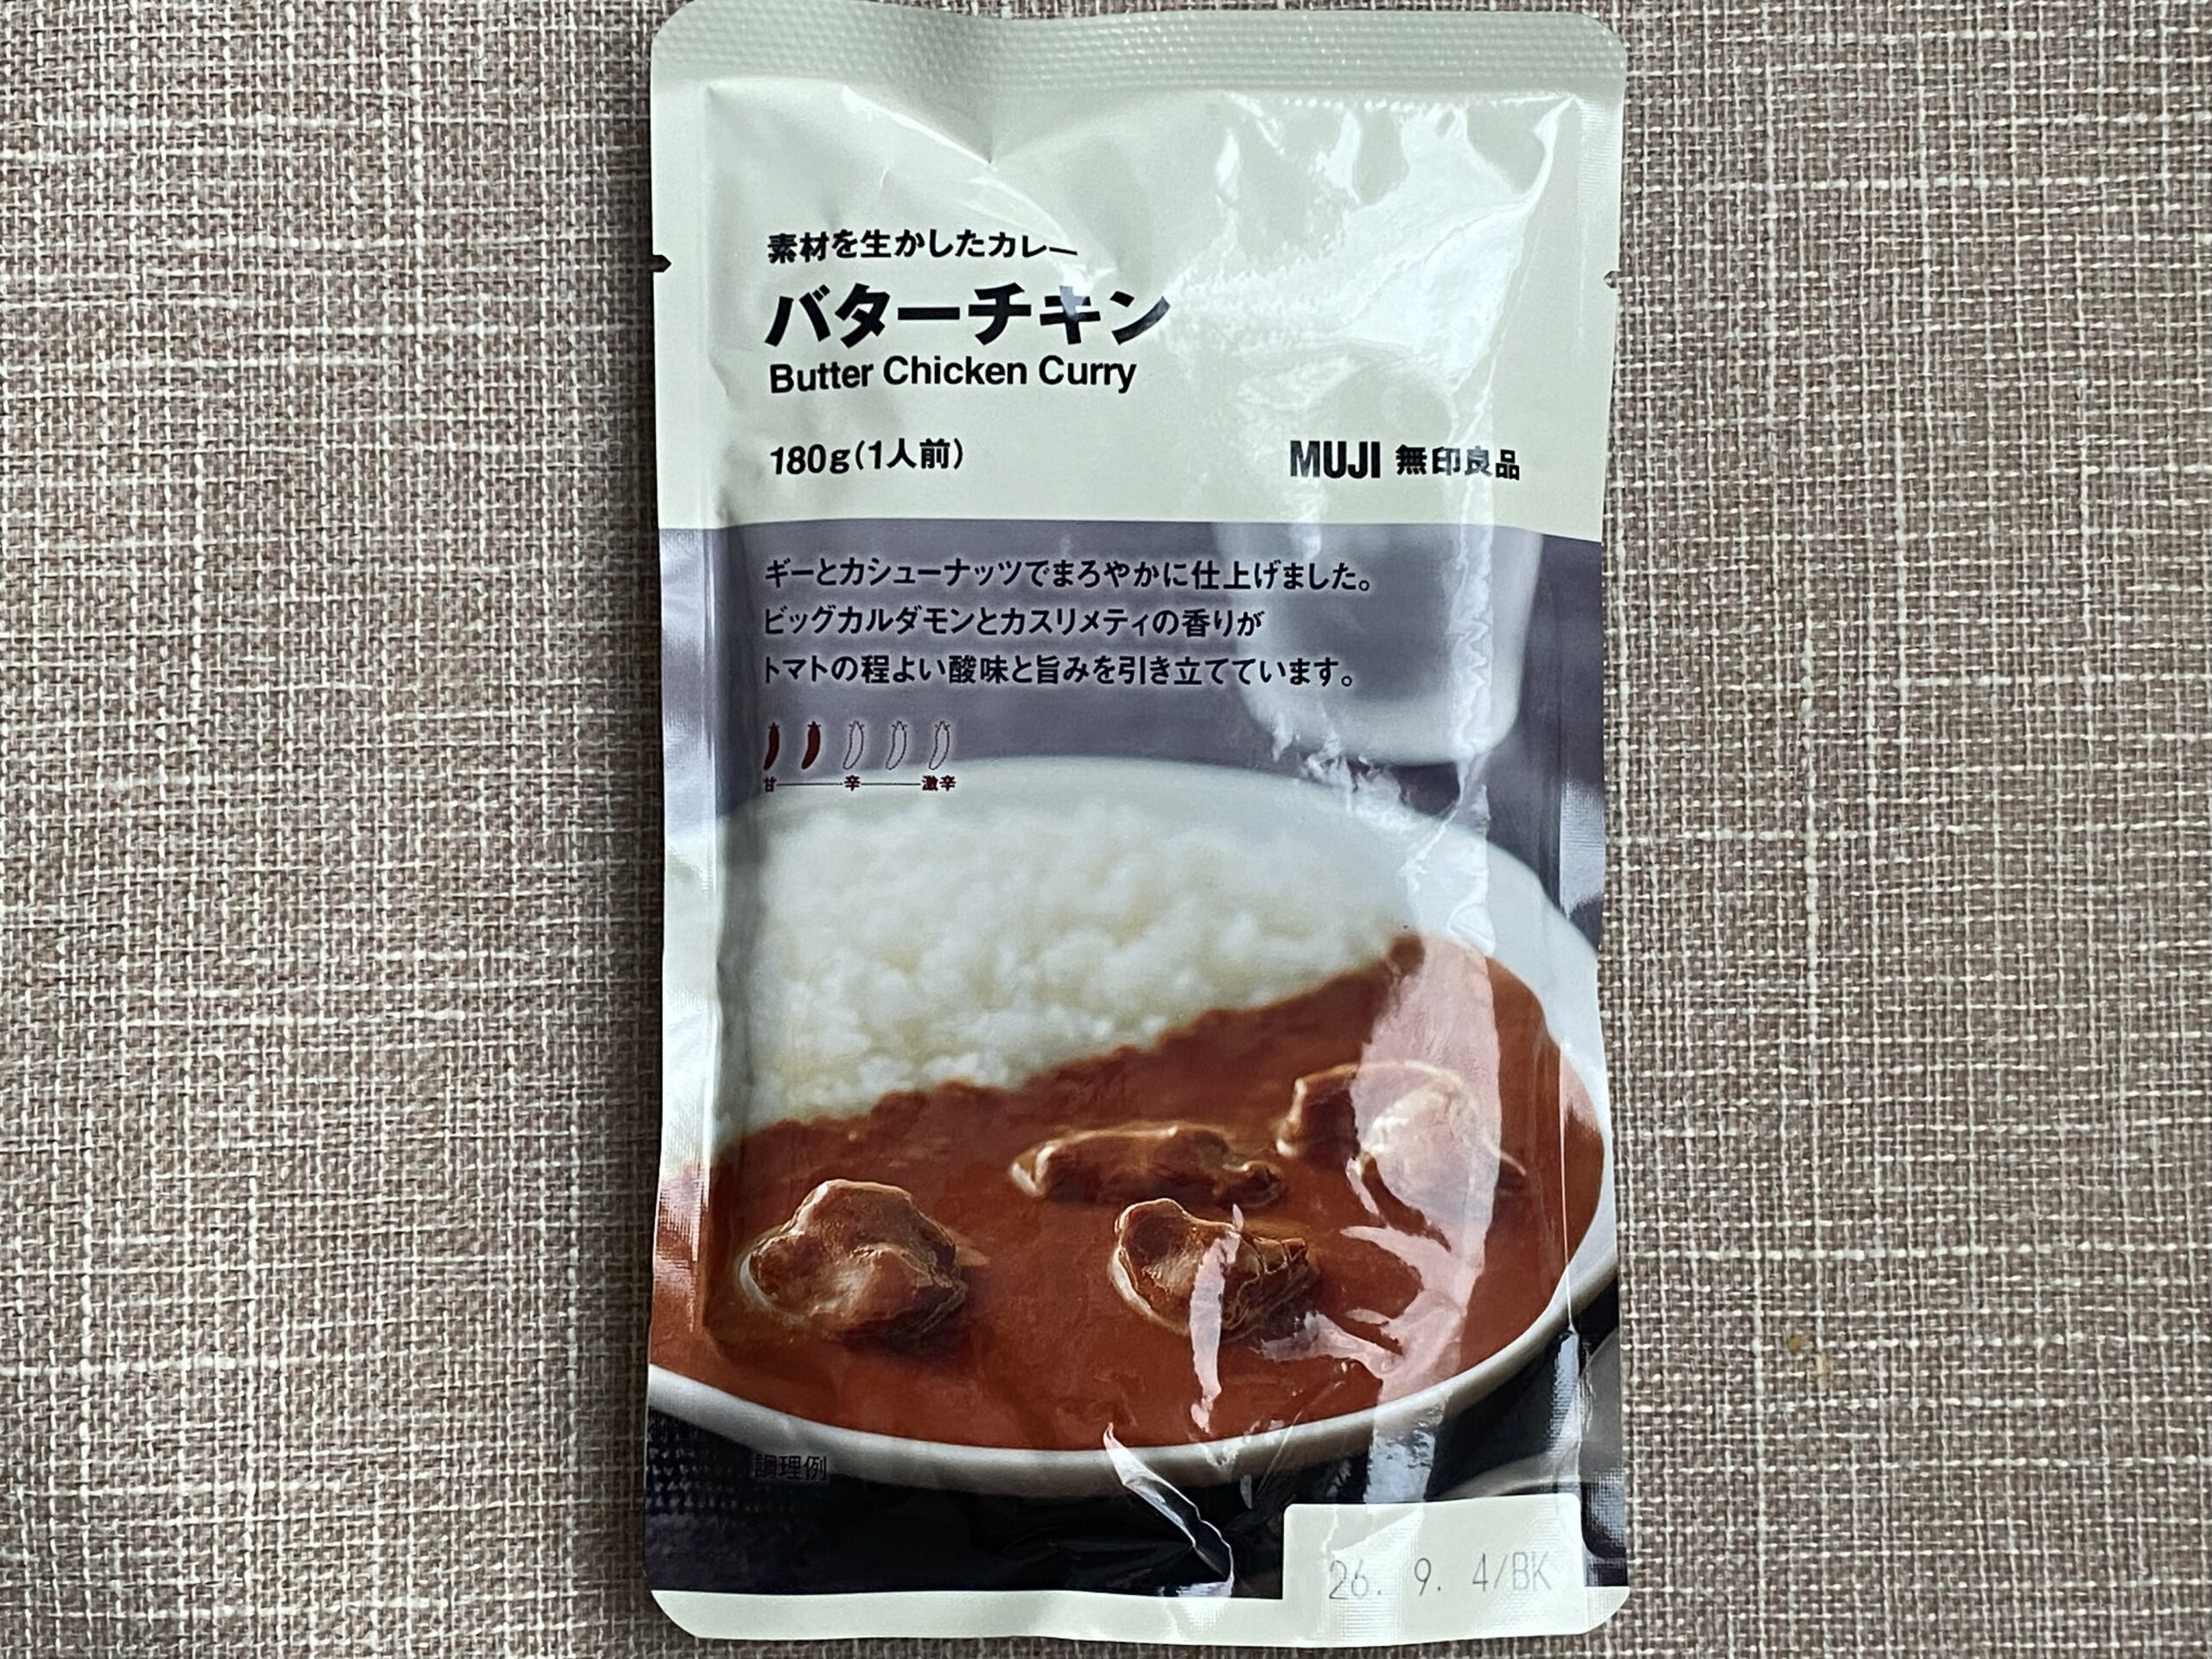 素材を生かしたカレー
バターチキン
Butter Chicken Curry
180g(1人前)
MUJI 無印良品
ギーとカシューナッツでまろやかに仕上げました。
ビッグカルダモンとカスリメティの香りが
トマトの程よい酸味と旨みを引き立てています。
甘 辛 激辛
調理例
26. 9. 4/BK